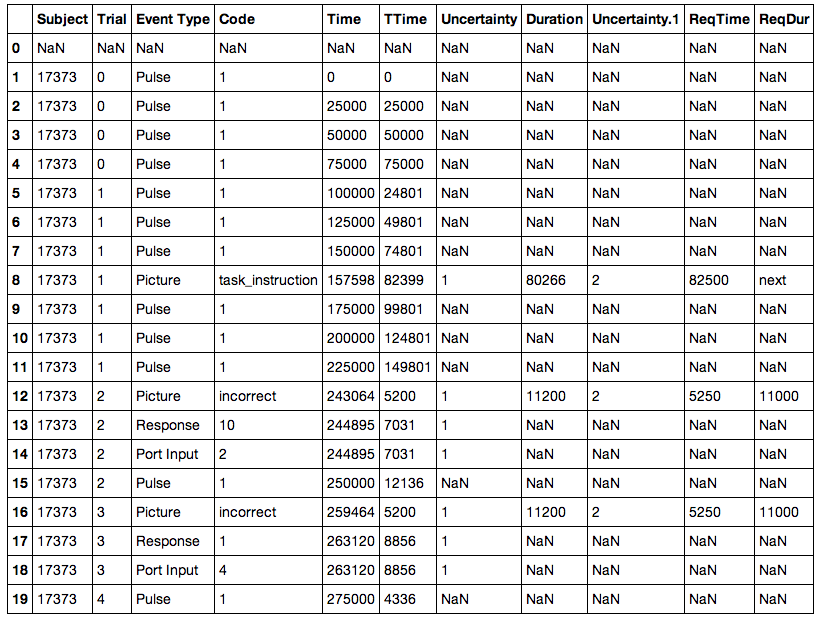 Subject Trial Event Type Code Time TTime Uncertainty Duration Uncertainty.1 ReqTime ReqDur
0 NaN NaN NaN NaN NaN NaN NaN NaN NaN NaN NaN
1 17373 0 Pulse 1 0 0 NaN NaN NaN NaN NaN
2 17373 0 Pulse 1 25000 25000 NaN NaN NaN NaN NaN
3 17373 0 Pulse 1 50000 50000 NaN NaN NaN NaN NaN
4 17373 0 Pulse 1 75000 75000 NaN NaN NaN NaN NaN
5 17373 1 Pulse 1 100000 24801 NaN NaN NaN NaN NaN
6 17373 1 Pulse 1 125000 49801 NaN NaN NaN NaN NaN
7 17373 1 Pulse 1 150000 74801 NaN NaN NaN NaN NaN
8 17373 1 Picture task_instruction 157598 82399 1 80266 2 82500 next
9 17373 1 Pulse 1 175000 99801 NaN NaN NaN NaN NaN
10 17373 1 Pulse 1 200000 124801 NaN NaN NaN NaN NaN
11 17373 1 Pulse 1 225000 149801 NaN NaN NaN NaN NaN
12 17373 2 Picture incorrect 243064 5200 1 11200 2 5250 11000
13 17373 2 Response 10 244895 7031 1 NaN NaN NaN NaN
14 17373 2 Port Input 2 244895 7031 1 NaN NaN NaN NaN
15 17373 2 Pulse 1 250000 12136 NaN NaN NaN NaN NaN
16 17373 3 Picture incorrect 259464 5200 1 11200 2 5250 11000
17 17373 3 Response 1 263120 8856 1 NaN NaN NaN NaN
18 17373 3 Port Input 4 263120 8856 1 NaN NaN NaN NaN
19 17373 4 Pulse 1 275000 4336 NaN NaN NaN NaN NaN